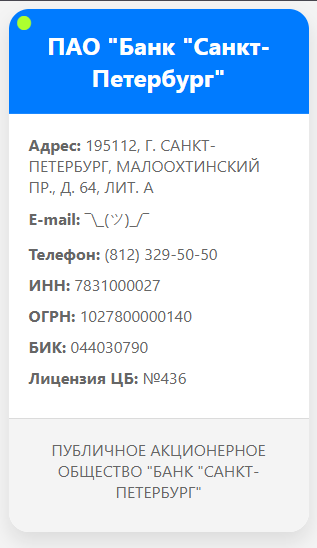 ПАО "Банк "Санкт-
Петербург"
Адрес: 195112, Г. САНКТ-
ПЕТЕРБУРГ, МАЛООХТИНСКИЙ
ПР., Д. 64, ЛИТ. А
E-mail: ¯\_(ツ)_/¯
Телефон: (812) 329-50-50
ИНН: 7831000027
ОГРН: 1027800000140
БИК: 044030790
Лицензия ЦБ: №436
ПУБЛИЧНОЕ АКЦИОНЕРНОЕ
ОБЩЕСТВО "БАНК "САНКТ-
ПЕТЕРБУРГ"